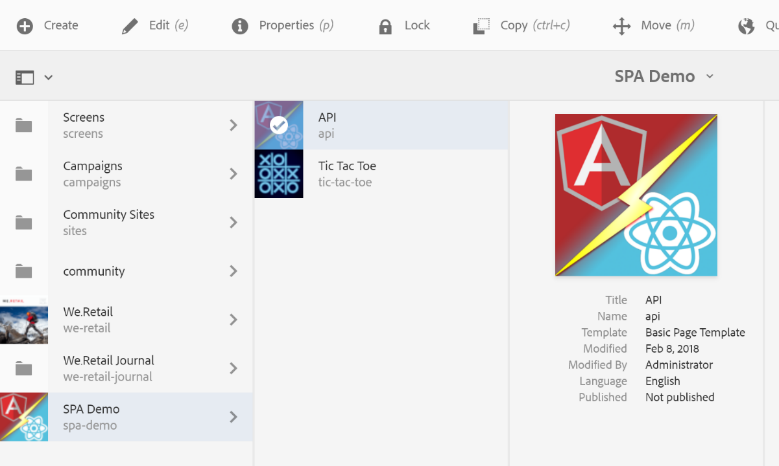 Create Edit (e) Properties (p) Lock Copy (ctrl+c) Move (m) Qu
SPA Demo
Screens
screens
Campaigns
campaigns
Community Sites
sites
community
WE.RETAIL
We.Retail
we-retail
We.Retail Journal
we-retail-journal
A
SPA Demo
spa-demo
API
api
Tic Tac Toe
tic-tac-toe
A
Title API
Name api
Template Basic Page Template
Modified Feb 8, 2018
Modified By Administrator
Language English
Published Not published